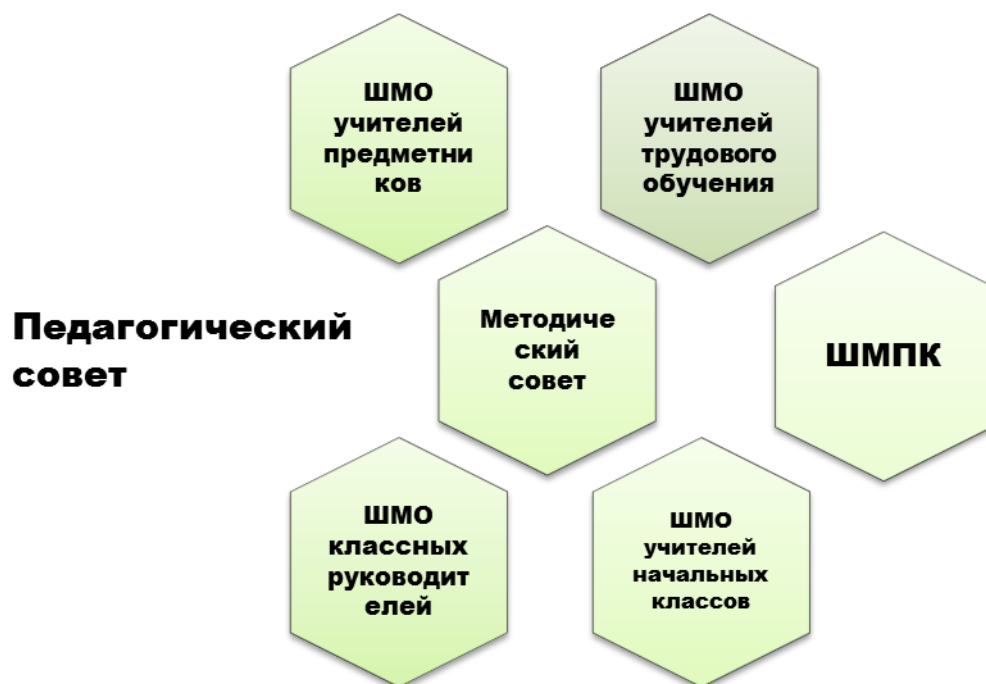 ШМО
учителей
предметни
ков
ШМО
учителей
трудового
обучения
Педагогический
совет
Методиче
ский
совет
ШМПК
ШМО
классных
руководит
елей
ШМО
учителей
начальных
классов